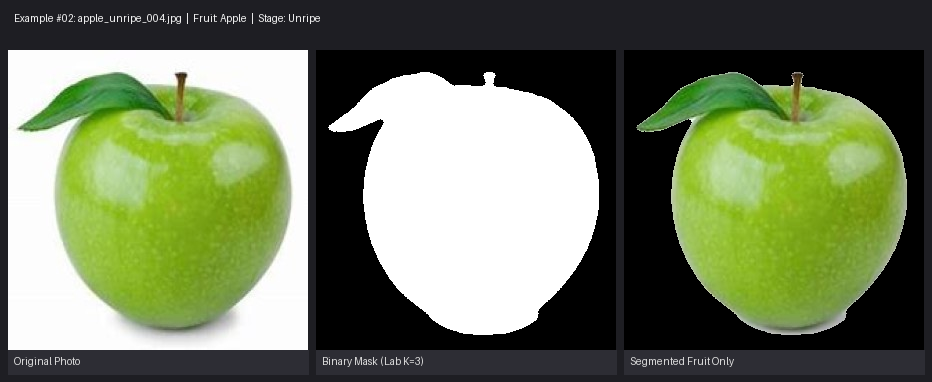 Example #02: apple_unripe_004.jpg | Fruit: Apple | Stage: Unripe
Original Photo
Binary Mask (Lab K=3)
Segmented Fruit Only